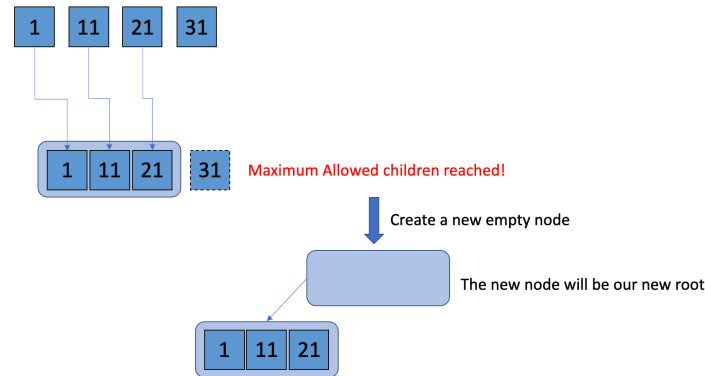 1 11 21 31
1 11 21 31 Maximum Allowed children reached!
Create a new empty node
The new node will be our new root
1 11 21